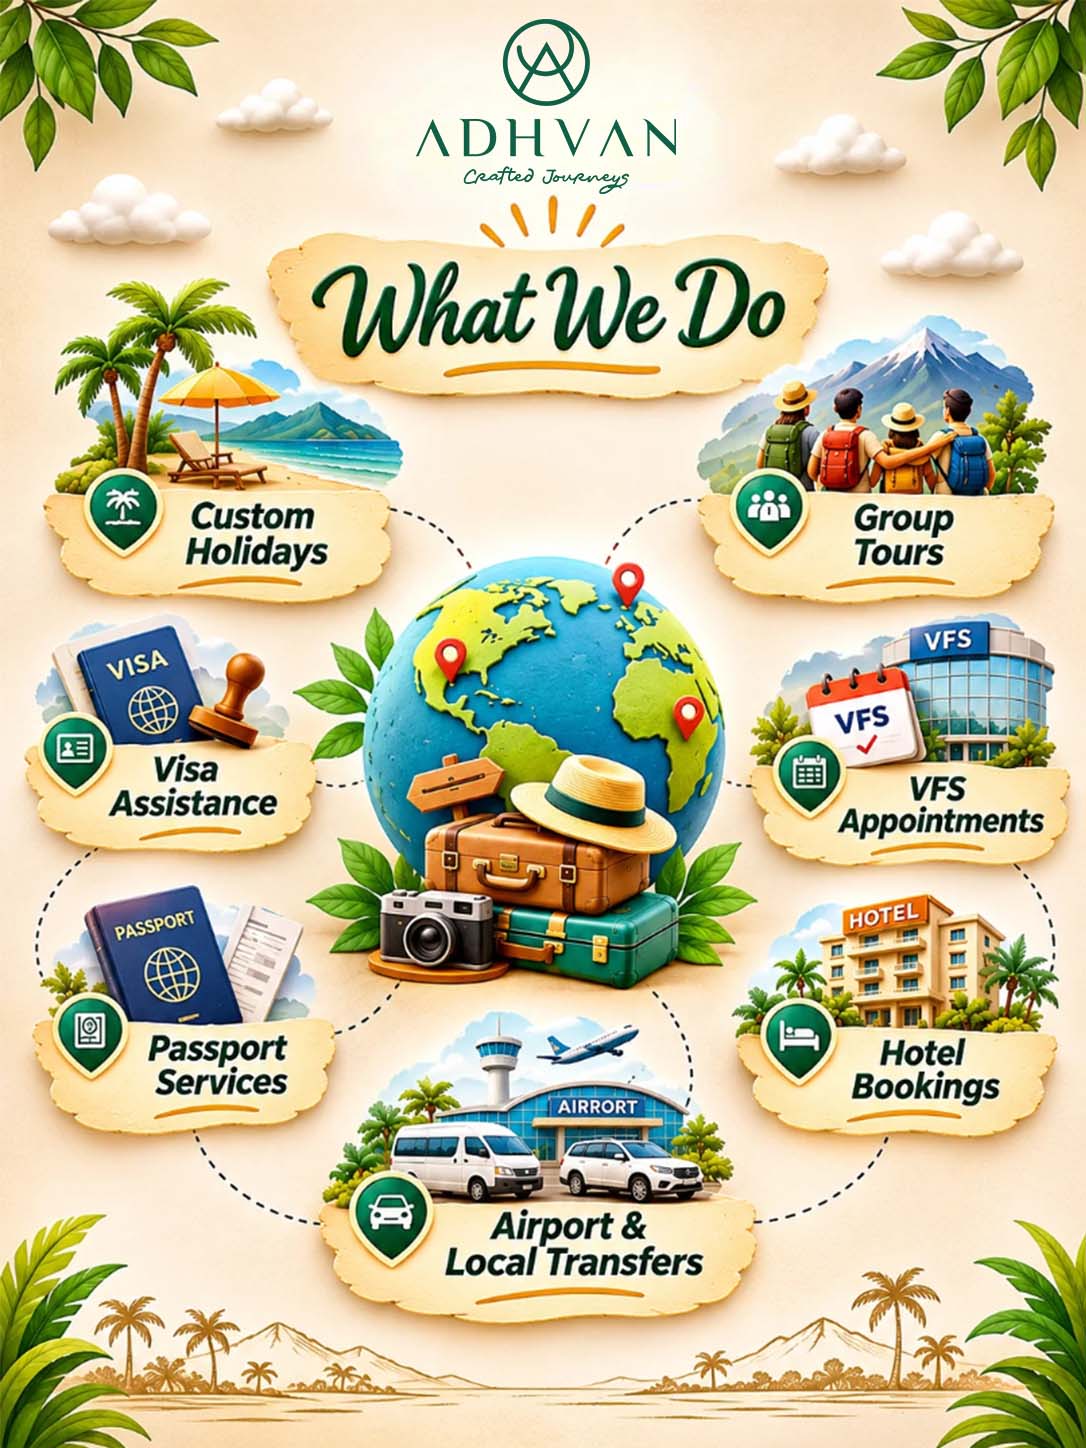 ADHVAN
Crafted Journeys
What We Do
Custom
Holidays
Group
Tours
VISA
Visa
Assistance
VFS
VFS
VFS
Appointments
PASSPORT
Passport
Services
HOTEL
Hotel
Bookings
AIRRORT
Airport &
Local Transfers